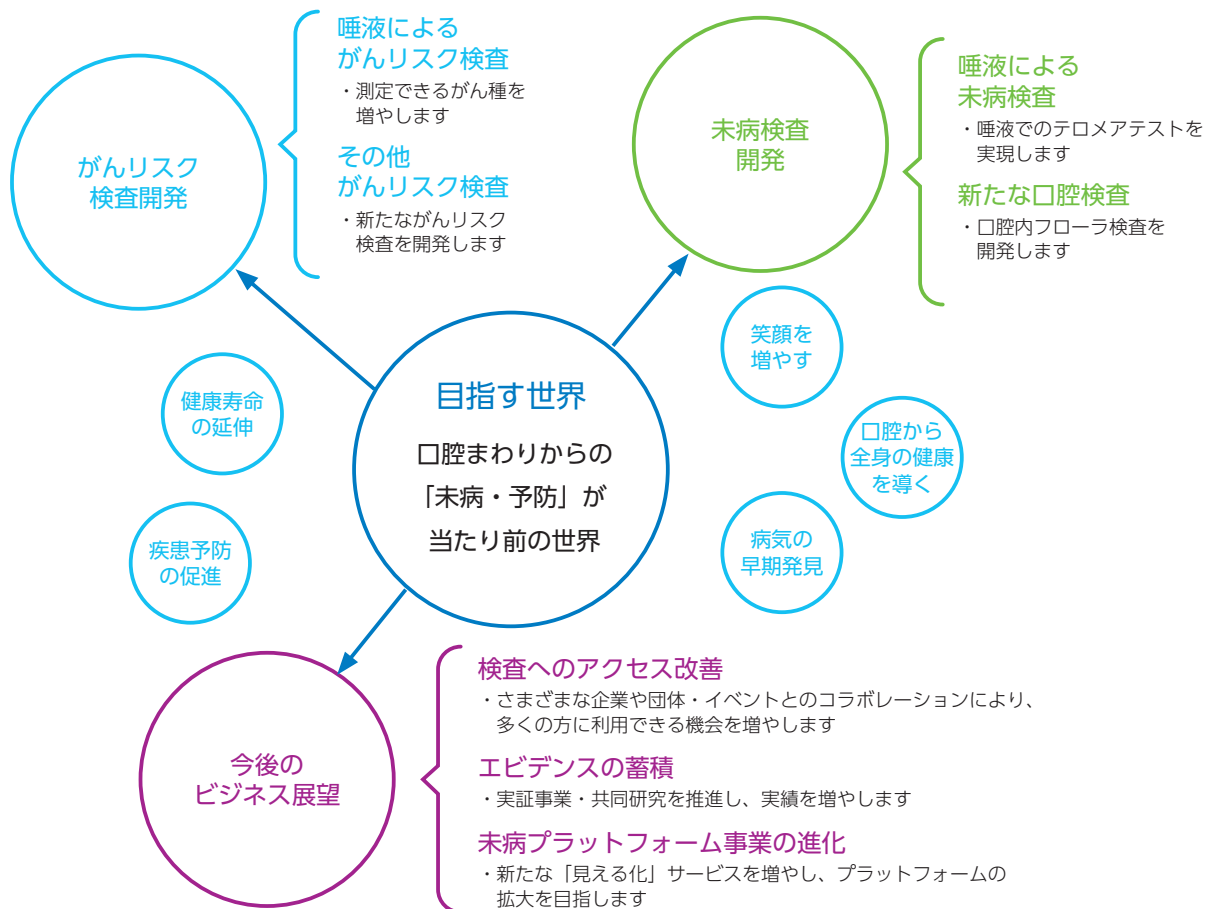 がんリスク
検査開発
唾液による
がんリスク検査
・測定できるがん種を
増やします
その他
がんリスク検査
・新たながんリスク
検査を開発します
未病検査
開発
唾液による
未病検査
・唾液でのテロメアテストを
実現します
新たな口腔検査
・口腔内フローラ検査を
開発します
目指す世界
口腔まわりからの
「未病・予防」が
当たり前の世界
健康寿命
の延伸
疾患予防
の促進
笑顔を
増やす
口腔から
全身の健康
を導く
病気の
早期発見
今後の
ビジネス展望
検査へのアクセス改善
・さまざまな企業や団体・イベントとのコラボレーションにより、
多くの方に利用できる機会を増やします
エビデンスの蓄積
・実証事業・共同研究を推進し、実績を増やします
未病プラットフォーム事業の進化
・新たな「見える化」サービスを増やし、プラットフォームの
拡大を目指します